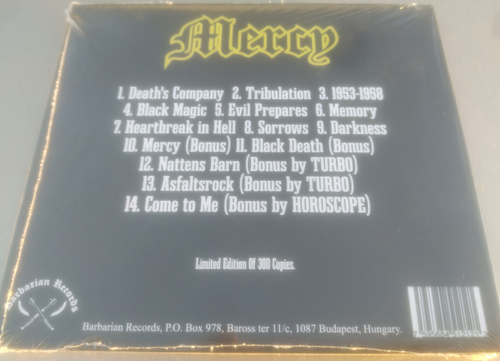 Mercy
1. Death's Company 2. Tribulation 3. 1953-1958
4. Black Magic 5. Evil Prepares 6. Memory
7. Heartbreak in Hell 8. Sorrows 9. Darkness
10. Mercy (Bonus) 11. Black Death (Bonus)
12. Nattens Barn (Bonus by TURBO)
13. Asfaltsrock (Bonus by TURBO)
14. Come to Me (Bonus by HOROSCOPE)
Limited Edition Of 300 Copies.
Barbarian Records
Barbarian Records, P.O. Box 978, Baross ter 11/c, 1087 Budapest, Hungary.